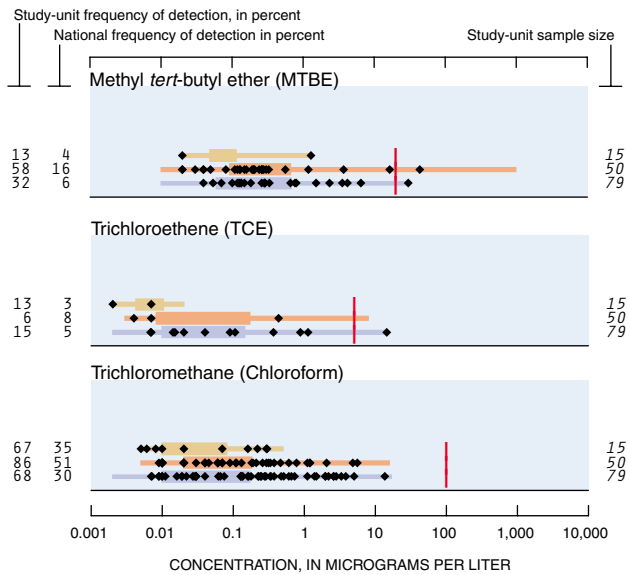 Study-unit frequency of detection, in percent
National frequency of detection in percent
Study-unit sample size
Methyl tert-butyl ether (MTBE)
13 4 15
58 16 50
32 6 79
Trichloroethene (TCE)
13 3 15
6 8 50
15 5 79
Trichloromethane (Chloroform)
67 35 15
86 51 50
68 30 79
0.001 0.01 0.1 1 10 100 1,000 10,000
CONCENTRATION, IN MICROGRAMS PER LITER